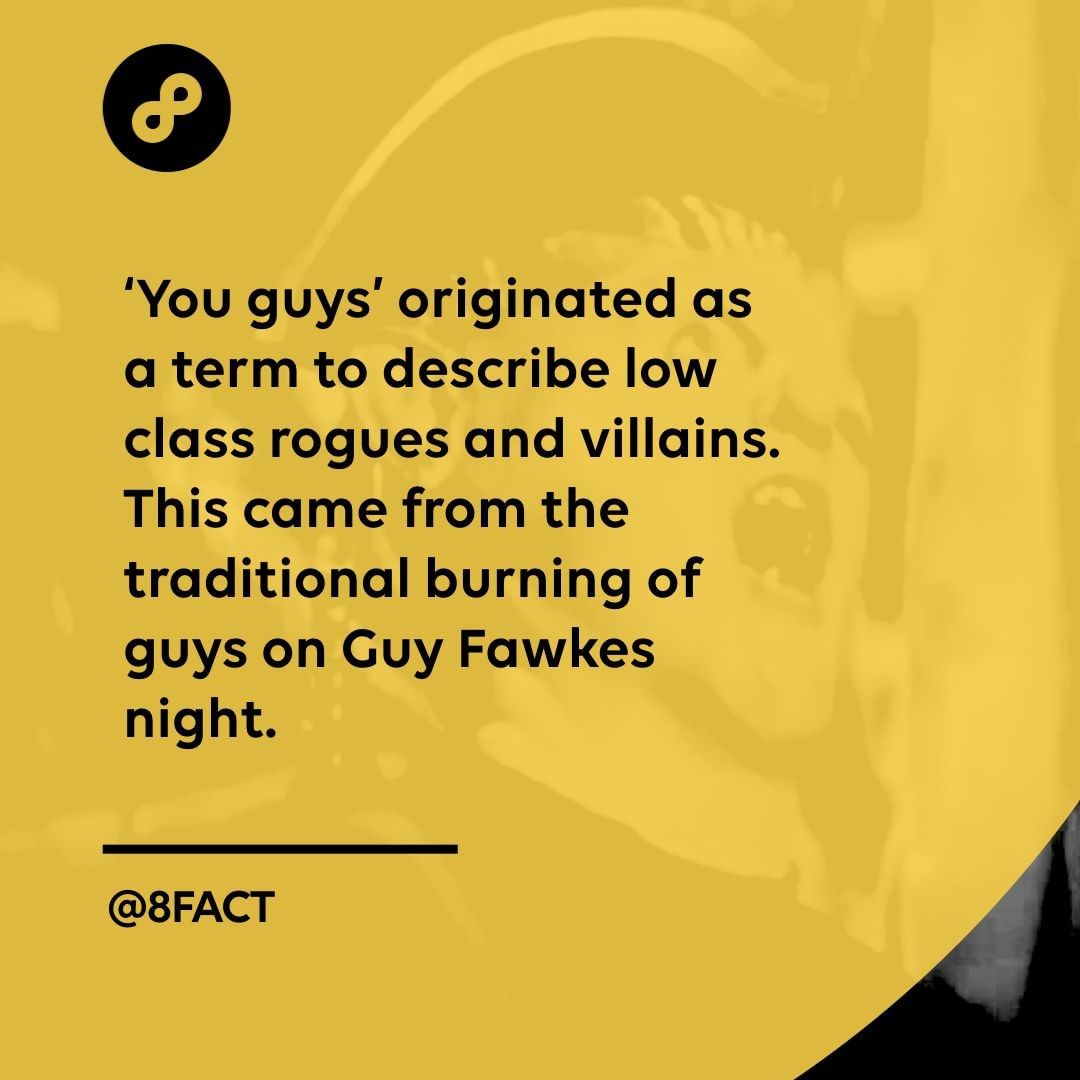 ‘You guys’ originated as
a term to describe low
class rogues and villains.
This came from the
traditional burning of
guys on Guy Fawkes
night.
@8FACT